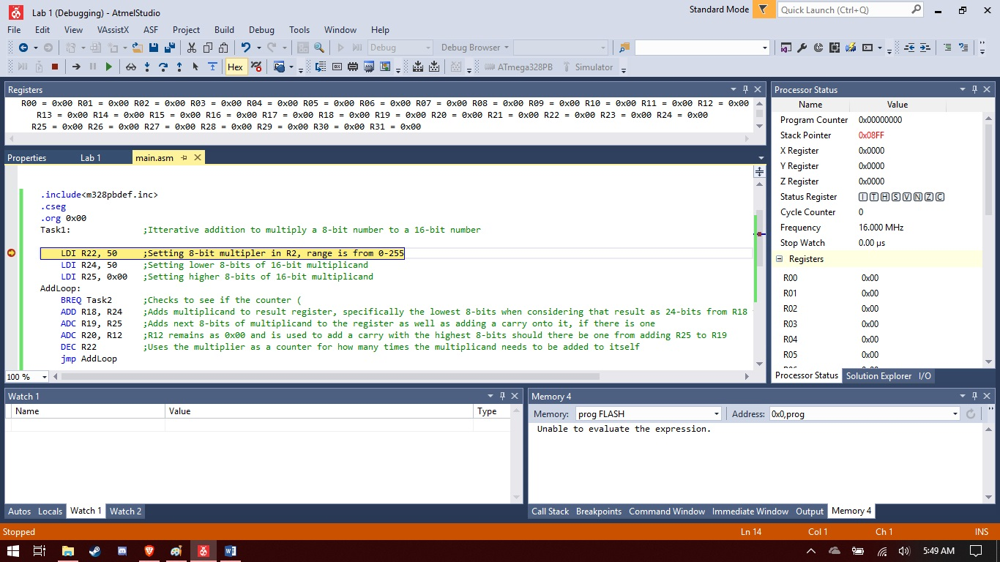 Lab 1 (Debugging) - AtmelStudio
Standard Mode
Quick Launch (Ctrl+Q)
File Edit View VAssistX ASF Project Build Debug Tools Window Help
Debug Debug Browser
Hex ATmega328PB Simulator
Registers
R00 = 0x00 R01 = 0x00 R02 = 0x00 R03 = 0x00 R04 = 0x00 R05 = 0x00 R06 = 0x00 R07 = 0x00 R08 = 0x00 R09 = 0x00 R10 = 0x00 R11 = 0x00 R12 = 0x00
R13 = 0x00 R14 = 0x00 R15 = 0x00 R16 = 0x00 R17 = 0x00 R18 = 0x00 R19 = 0x00 R20 = 0x00 R21 = 0x00 R22 = 0x00 R23 = 0x00 R24 = 0x00
R25 = 0x00 R26 = 0x00 R27 = 0x00 R28 = 0x00 R29 = 0x00 R30 = 0x00 R31 = 0x00
Properties Lab 1 main.asm
.include<m328pbdef.inc>
.cseg
.org 0x00
Task1: ;Itterative addition to multiply a 8-bit number to a 16-bit number
LDI R22, 50 ;Setting 8-bit multipler in R2, range is from 0-255
LDI R24, 50 ;Setting lower 8-bits of 16-bit multiplicand
LDI R25, 0x00 ;Setting higher 8-bits of 16-bit multiplicand
AddLoop:
BREQ Task2 ;Checks to see if the counter (
ADD R18, R24 ;Adds multiplicand to result register, specifically the lowest 8-bits when considering that result as 24-bits from R18
ADC R19, R25 ;Adds next 8-bits of multiplicand to the register as well as adding a carry onto it, if there is one
ADC R20, R12 ;R12 remains as 0x00 and is used to add a carry with the highest 8-bits should there be one from adding R25 to R19
DEC R22 ;Uses the multiplier as a counter for how many times the multiplicand needs to be added to itself
jmp AddLoop
100 %
Processor Status
Name Value
Program Counter 0x00000000
Stack Pointer 0x08FF
X Register 0x0000
Y Register 0x0000
Z Register 0x0000
Status Register I T H S V N Z C
Cycle Counter 0
Frequency 16.000 MHz
Stop Watch 0.00 µs
Registers
R00 0x00
R01 0x00
R02 0x00
R03 0x00
R04 0x00
R05 0x00
Processor Status Solution Explorer I/O
Watch 1
Name Value Type
Autos Locals Watch 1 Watch 2
Memory 4
Memory: prog FLASH Address: 0x0,prog
Unable to evaluate the expression.
Call Stack Breakpoints Command Window Immediate Window Output Memory 4
Stopped Ln 14 Col 1 Ch 1 INS
5:49 AM